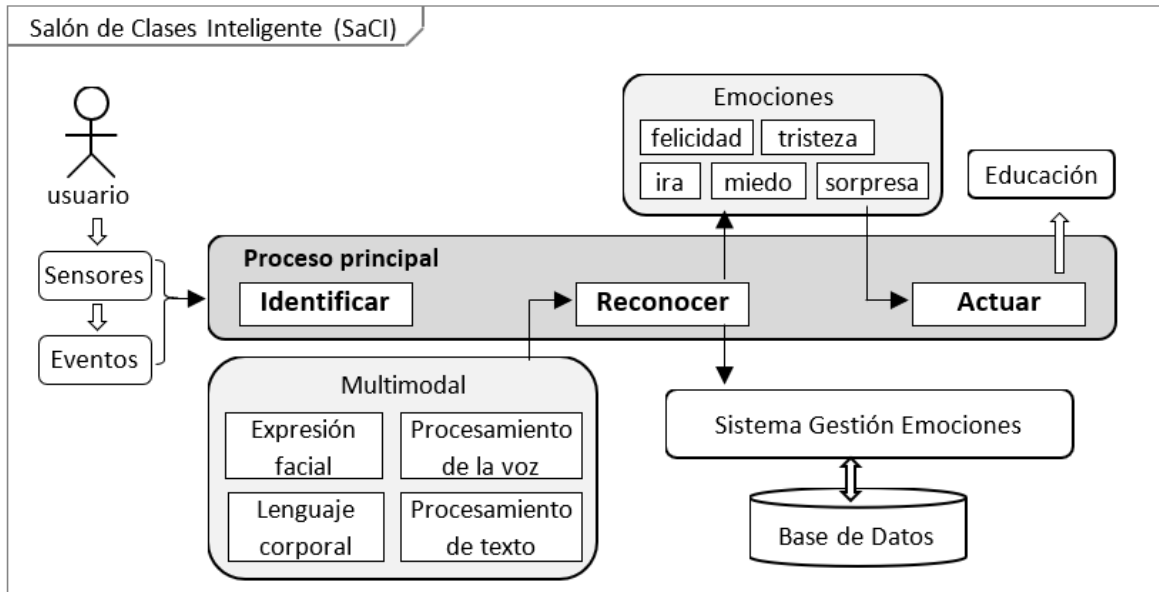 Salón de Clases Inteligente (SaCI)
usuario
Sensores
Eventos
Proceso principal
Identificar
Reconocer
Actuar
Emociones
felicidad
tristeza
ira
miedo
sorpresa
Educación
Multimodal
Expresión
facial
Procesamiento
de la voz
Lenguaje
corporal
Procesamiento
de texto
Sistema Gestión Emociones
Base de Datos